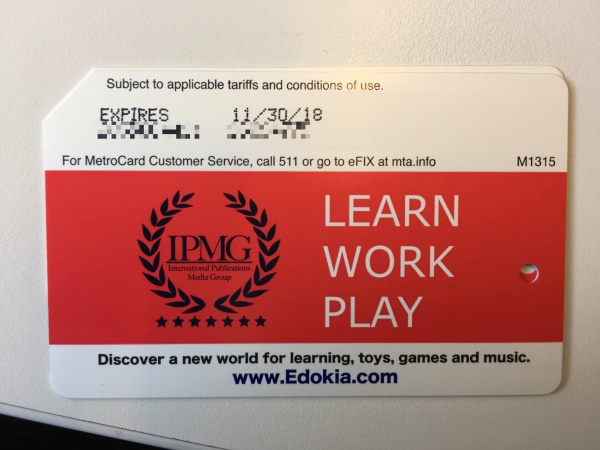 Subject to applicable tariffs and conditions of use.
EXPIRES 11/30/18
For MetroCard Customer Service, call 511 or go to eFIX at mta.info M1315
IPMG
International Publications
Media Group
LEARN
WORK
PLAY
Discover a new world for learning, toys, games and music.
www.Edokia.com